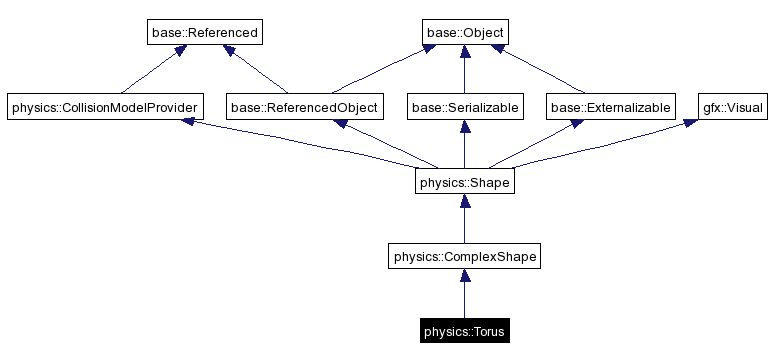 base::Referenced
base::Object
physics::CollisionModelProvider
base::ReferencedObject
base::Serializable
base::Externalizable
gfx::Visual
physics::Shape
physics::ComplexShape
physics::Torus